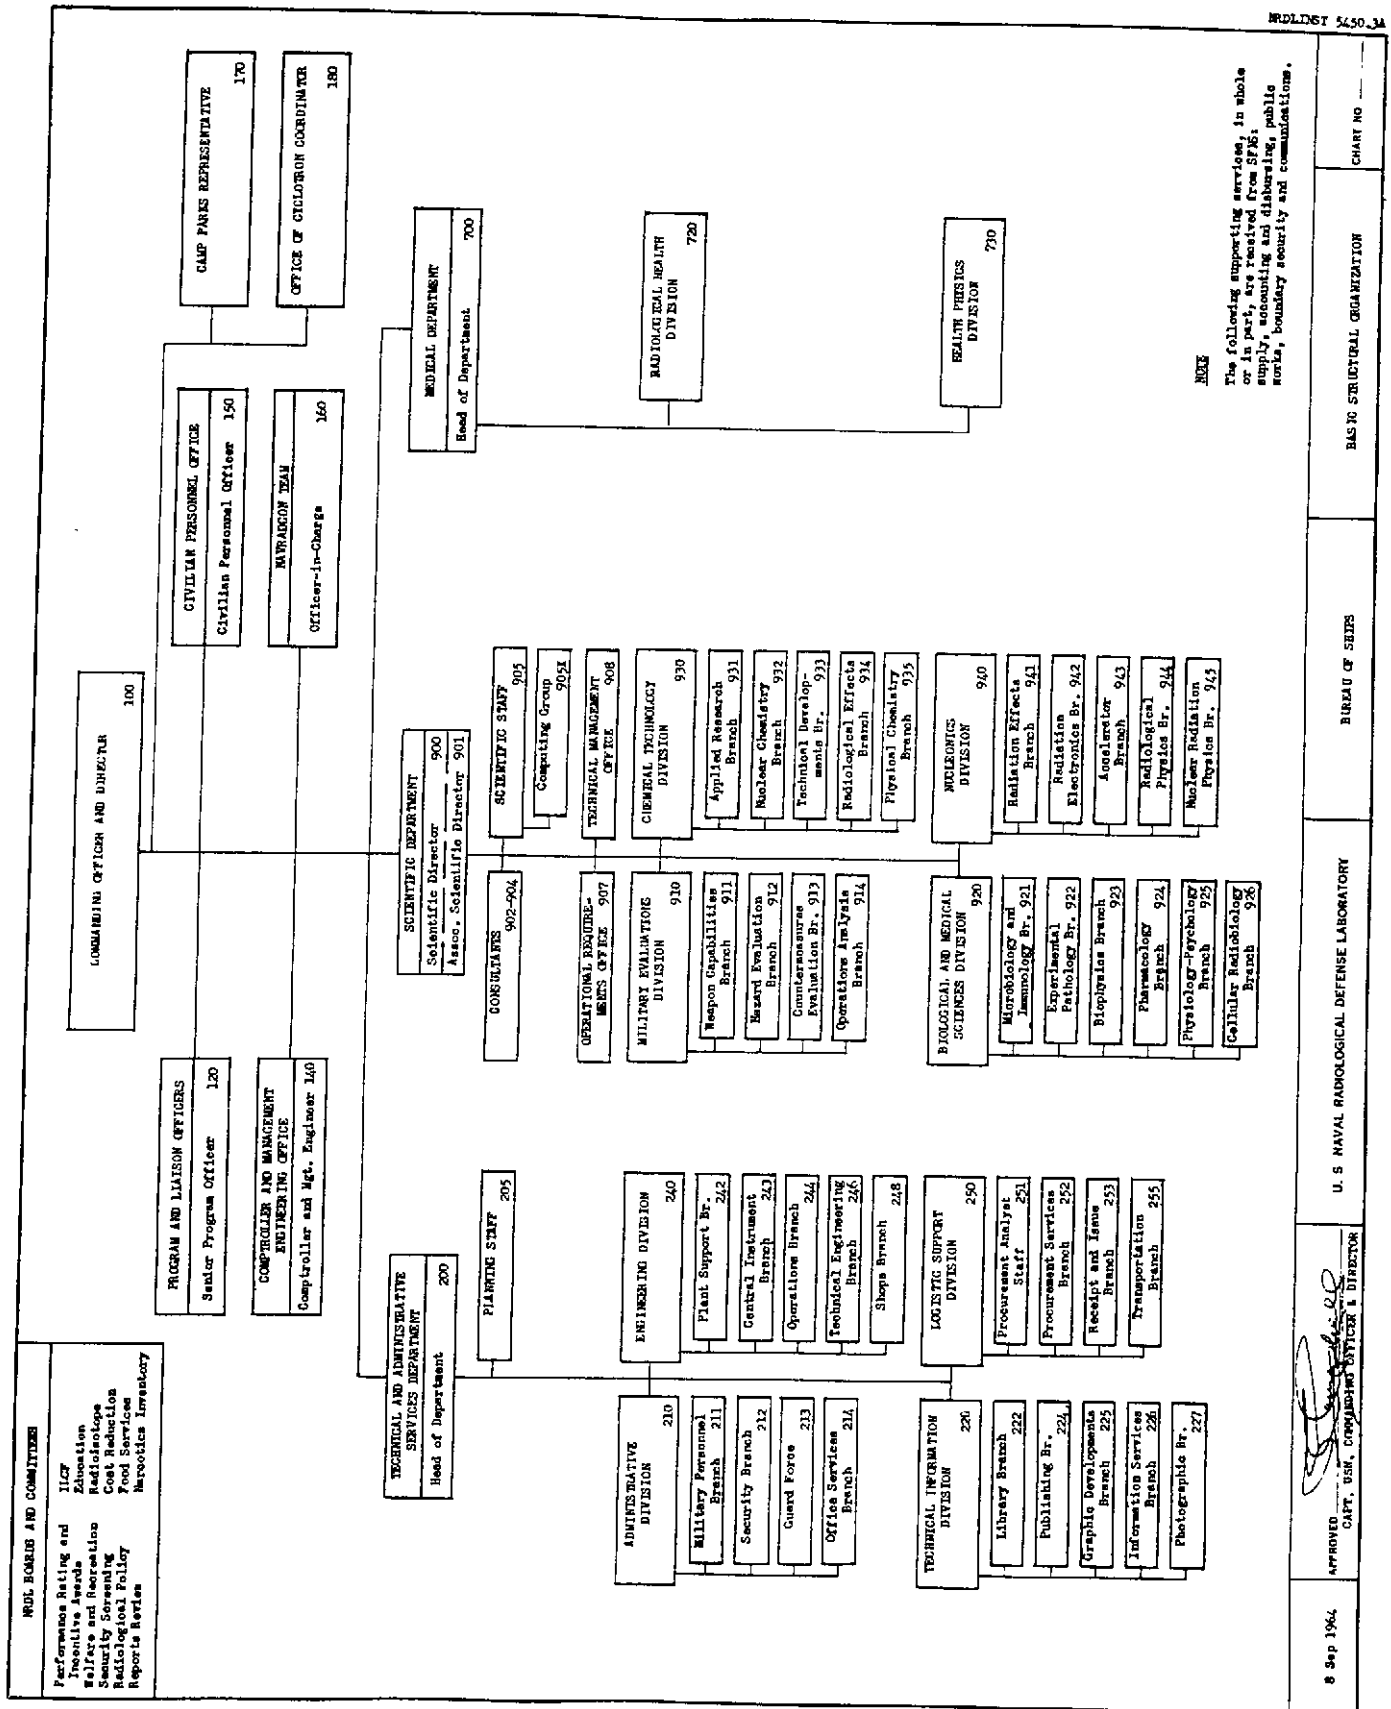 NRDLINST 5450.3A
NRDL BOARDS AND COMMITTEES
Performance Rating and
Incentive Awards
Welfare and Recreation
Security Screening
Radiological Policy
Reports Review
ILCF
Education
Radioisotope
Cost Reduction
Food Services
Narcotics Inventory
COMMANDING OFFICER AND DIRECTOR
100
PROGRAM AND LIAISON OFFICERS
Senior Program Officer 120
COMPTROLLER AND MANAGEMENT
ENGINEERING OFFICE
Comptroller and Mgt. Engineer 140
CIVILIAN PERSONNEL OFFICE
Civilian Personnel Officer 150
NAVRADCON TEAM
Officer-in-Charge 160
CAMP PARKS REPRESENTATIVE
170
OFFICE OF CYCLOTRON COORDINATOR
180
TECHNICAL AND ADMINISTRATIVE
SERVICES DEPARTMENT
Head of Department 200
PLANNING STAFF
205
ADMINISTRATIVE
DIVISION
210
Military Personnel
Branch 211
Security Branch
212
Guard Force
213
Office Services
Branch 214
ENGINEERING DIVISION
240
Plant Support Br.
242
Central Instrument
Branch 243
Operations Branch
244
Technical Engineering
Branch 246
Shops Branch
248
TECHNICAL INFORMATION
DIVISION
220
Library Branch
222
Publishing Br.
224
Graphic Developments
Branch 225
Information Services
Branch 226
Photographic Br.
227
LOGISTIC SUPPORT
DIVISION
250
Procurement Analyst
Staff 251
Procurement Services
Branch 252
Receipt and Issue
Branch 253
Transportation
Branch 255
SCIENTIFIC DEPARTMENT
Scientific Director 900
Assoc. Scientific Director 901
CONSULTANTS
902-904
SCIENTIFIC STAFF
905
Computing Group
905X
OPERATIONAL REQUIRE-
MENTS OFFICE 907
TECHNICAL MANAGEMENT
OFFICE 908
MILITARY EVALUATIONS
DIVISION
910
Weapon Capabilities
Branch 911
Hazard Evaluation
Branch 912
Countermeasures
Evaluation Br. 913
Operations Analysis
Branch 914
CHEMICAL TECHNOLOGY
DIVISION
930
Applied Research
Branch 931
Nuclear Chemistry
Branch 932
Technical Develop-
ments Br. 933
Radiological Effects
Branch 934
Physical Chemistry
Branch 935
BIOLOGICAL AND MEDICAL
SCIENCES DIVISION
920
Microbiology and
Immunology Br. 921
Experimental
Pathology Br. 922
Biophysics Branch
923
Pharmacology
Branch 924
Physiology-Psychology
Branch 925
Cellular Radiobiology
Branch 926
NUCLEONICS
DIVISION
940
Radiation Effects
Branch 941
Radiation
Electronics Br. 942
Accelerator
Branch 943
Radiological
Physics Br. 944
Nuclear Radiation
Physics Br. 945
MEDICAL DEPARTMENT
Head of Department 700
RADIOLOGICAL HEALTH
DIVISION
720
HEALTH PHYSICS
DIVISION
730
NOTE
The following supporting services, in whole
or in part, are received from SFNS:
supply, accounting and disbursing, public
works, boundary security and communications.
8 Sep 1964
APPROVED
CAPT, USN, COMMANDING OFFICER & DIRECTOR
U. S NAVAL RADIOLOGICAL DEFENSE LABORATORY
BUREAU OF SHIPS
BASIC STRUCTURAL ORGANIZATION
CHART NO